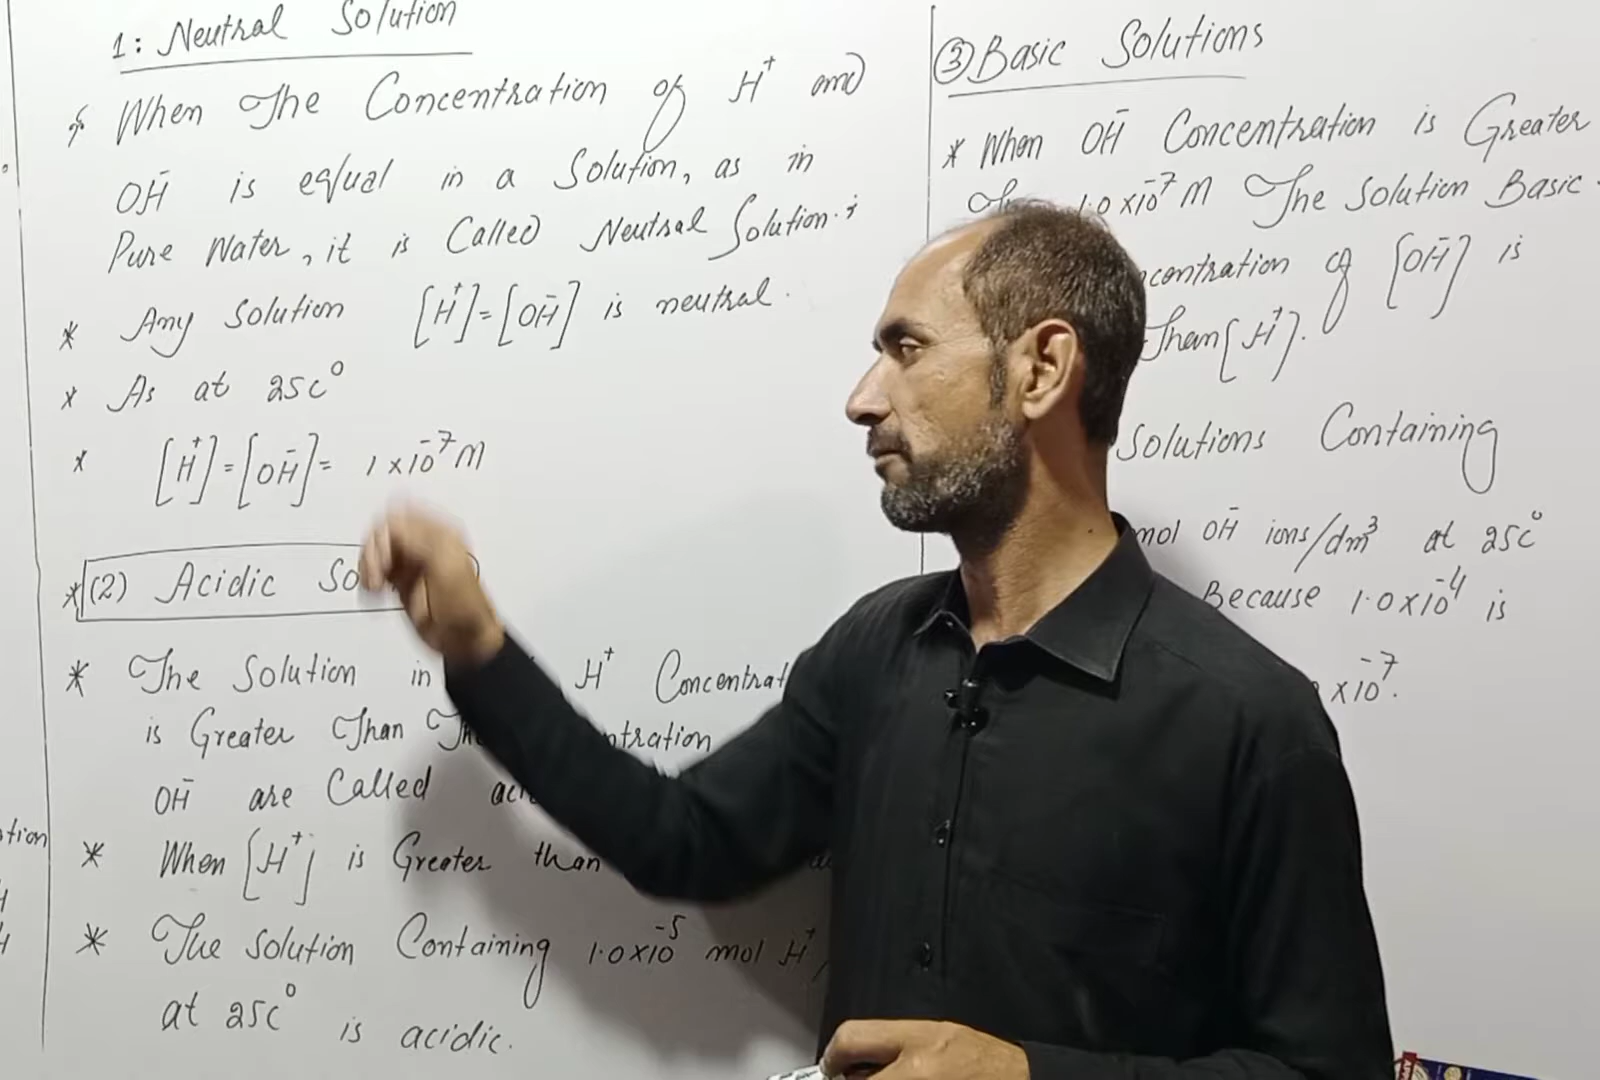 1: Neutral Solution
* When The Concentration of H⁺ and
OH⁻ is equal in a Solution, as in
Pure Water, it is Called Neutral Solution.
* Any Solution [H⁺]=[OH⁻] is neutral.
* As at 25c°
* [H⁺]=[OH⁻]= 1×10⁻⁷M
*(2) Acidic So
* The Solution in H⁺ Concentrat
is Greater Than The ntration
OH⁻ are Called aci
* When [H⁺] is Greater than
* The Solution Containing 1.0×10⁻⁵ mol H⁺
at 25c° is acidic.
③ Basic Solutions
* When OH⁻ Concentration is Greater
1.0×10⁻⁷ M The Solution Basic.
ncentration of [OH⁻] is
Than [H⁺].
Solutions Containing
mol OH⁻ ions/dm³ at 25c°
Because 1.0×10⁻⁴ is
×10⁻⁷.
tion